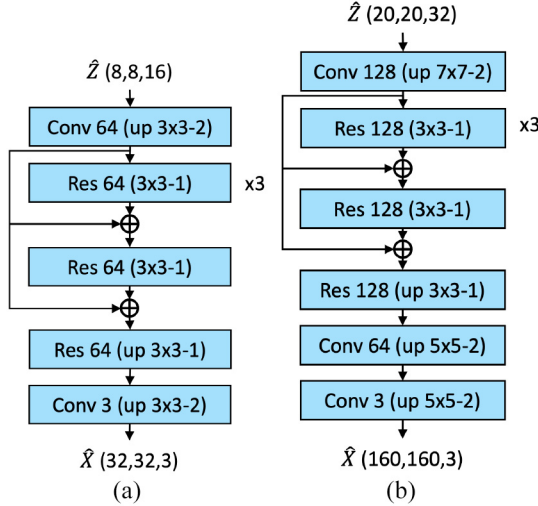 Ẑ (8,8,16)
Conv 64 (up 3x3-2)
Res 64 (3x3-1)
x3
Res 64 (3x3-1)
Res 64 (up 3x3-1)
Conv 3 (up 3x3-2)
X̂ (32,32,3)
(a)
Ẑ (20,20,32)
Conv 128 (up 7x7-2)
Res 128 (3x3-1)
x3
Res 128 (3x3-1)
Res 128 (up 3x3-1)
Conv 64 (up 5x5-2)
Conv 3 (up 5x5-2)
X̂ (160,160,3)
(b)